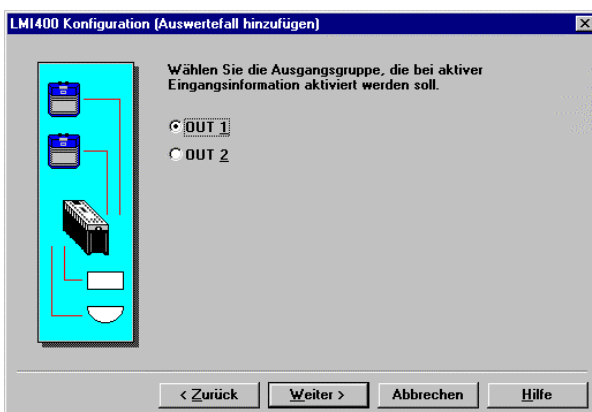 LMI400 Konfiguration (Auswertefall hinzufügen)
Wählen Sie die Ausgangsgruppe, die bei aktiver
Eingangsinformation aktiviert werden soll.
OUT 1
OUT 2
< Zurück
Weiter >
Abbrechen
Hilfe